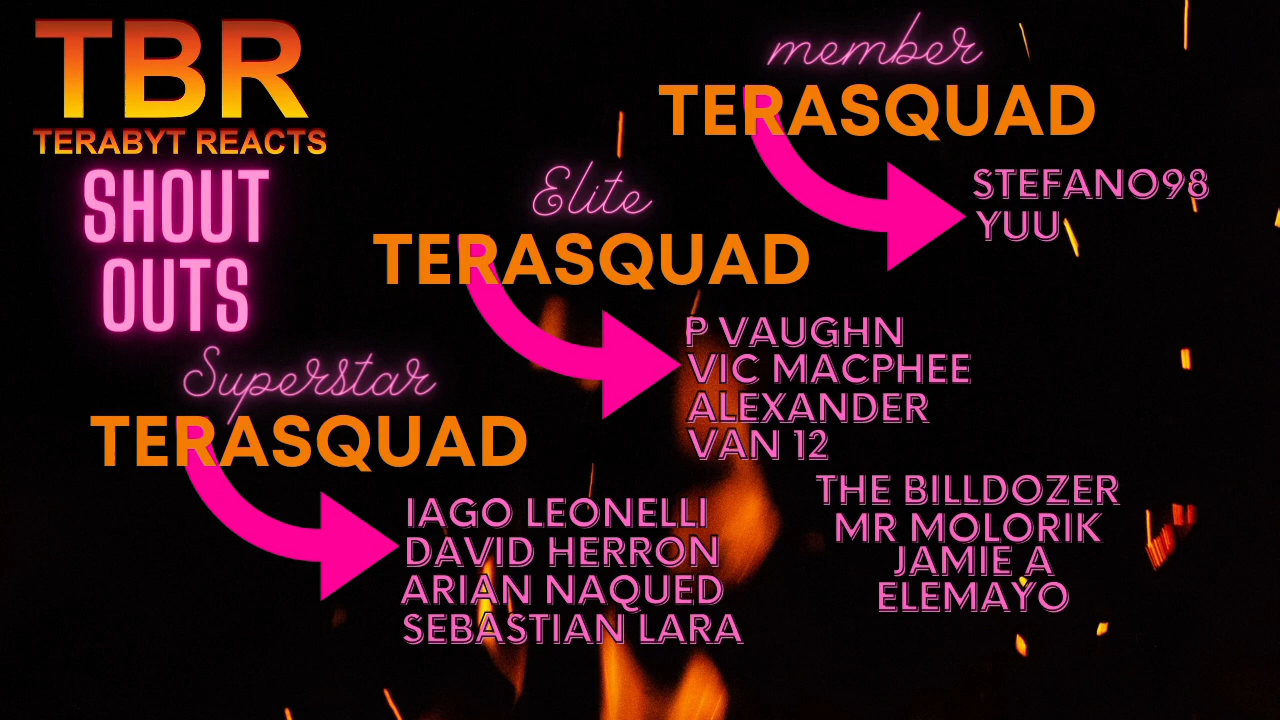 TBR
TERABYT REACTS
SHOUT
OUTS
member
TERASQUAD
STEFANO98
YUU
Elite
TERASQUAD
P VAUGHN
VIC MACPHEE
ALEXANDER
VAN 12
Superstar
TERASQUAD
IAGO LEONELLI
DAVID HERRON
ARIAN NAQUED
SEBASTIAN LARA
THE BILLDOZER
MR MOLORIK
JAMIE A
ELEMAYO